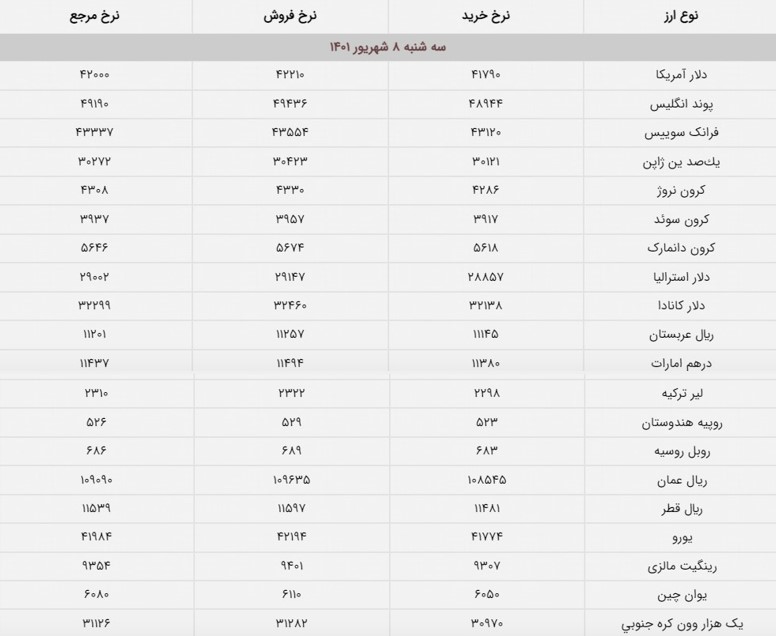 نوع ارز نرخ خرید نرخ فروش نرخ مرجع
سه شنبه ۸ شهریور ۱۴۰۱
دلار آمریکا ۴۱۷۹۰ ۴۲۲۱۰ ۴۲۰۰۰
پوند انگلیس ۴۸۹۴۴ ۴۹۴۳۶ ۴۹۱۹۰
فرانک سوییس ۴۳۱۲۰ ۴۳۵۵۴ ۴۳۳۳۷
یک‌صد ین ژاپن ۳۰۱۲۱ ۳۰۴۲۳ ۳۰۲۷۲
کرون نروژ ۴۲۸۶ ۴۳۳۰ ۴۳۰۸
کرون سوئد ۳۹۱۷ ۳۹۵۷ ۳۹۳۷
کرون دانمارک ۵۶۱۸ ۵۶۷۴ ۵۶۴۶
دلار استرالیا ۲۸۸۵۷ ۲۹۱۴۷ ۲۹۰۰۲
دلار کانادا ۳۲۱۳۸ ۳۲۴۶۰ ۳۲۲۹۹
ریال عربستان ۱۱۱۴۵ ۱۱۲۵۷ ۱۱۲۰۱
درهم امارات ۱۱۳۸۰ ۱۱۴۹۴ ۱۱۴۳۷
لیر ترکیه ۲۲۹۸ ۲۳۲۲ ۲۳۱۰
روپیه هندوستان ۵۲۳ ۵۲۹ ۵۲۶
روبل روسیه ۶۸۳ ۶۸۹ ۶۸۶
ریال عمان ۱۰۸۵۴۵ ۱۰۹۶۳۵ ۱۰۹۰۹۰
ریال قطر ۱۱۴۸۱ ۱۱۵۹۷ ۱۱۵۳۹
یورو ۴۱۷۷۴ ۴۲۱۹۴ ۴۱۹۸۴
رینگیت مالزی ۹۳۰۷ ۹۴۰۱ ۹۳۵۴
یوان چین ۶۰۵۰ ۶۱۱۰ ۶۰۸۰
یک هزار وون کره جنوبي ۳۰۹۷۰ ۳۱۲۸۲ ۳۱۱۲۶